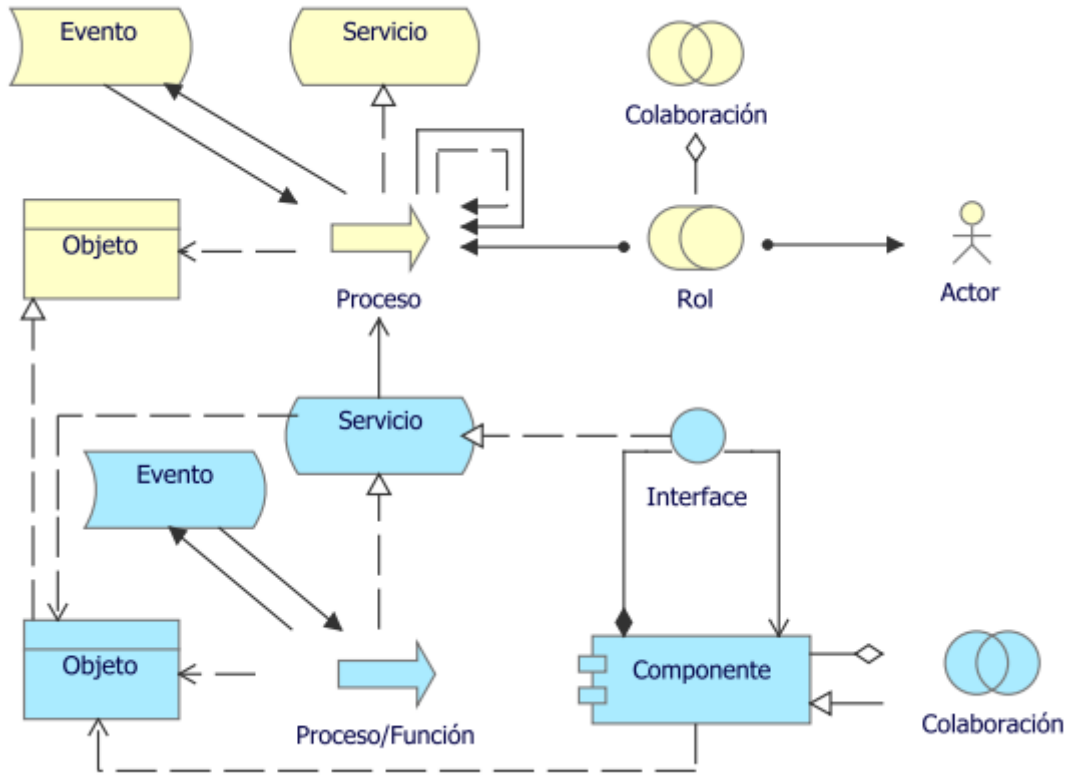 Evento
Servicio
Colaboración
Objeto
Proceso
Rol
Actor
Servicio
Evento
Interface
Objeto
Componente
Proceso/Función
Colaboración